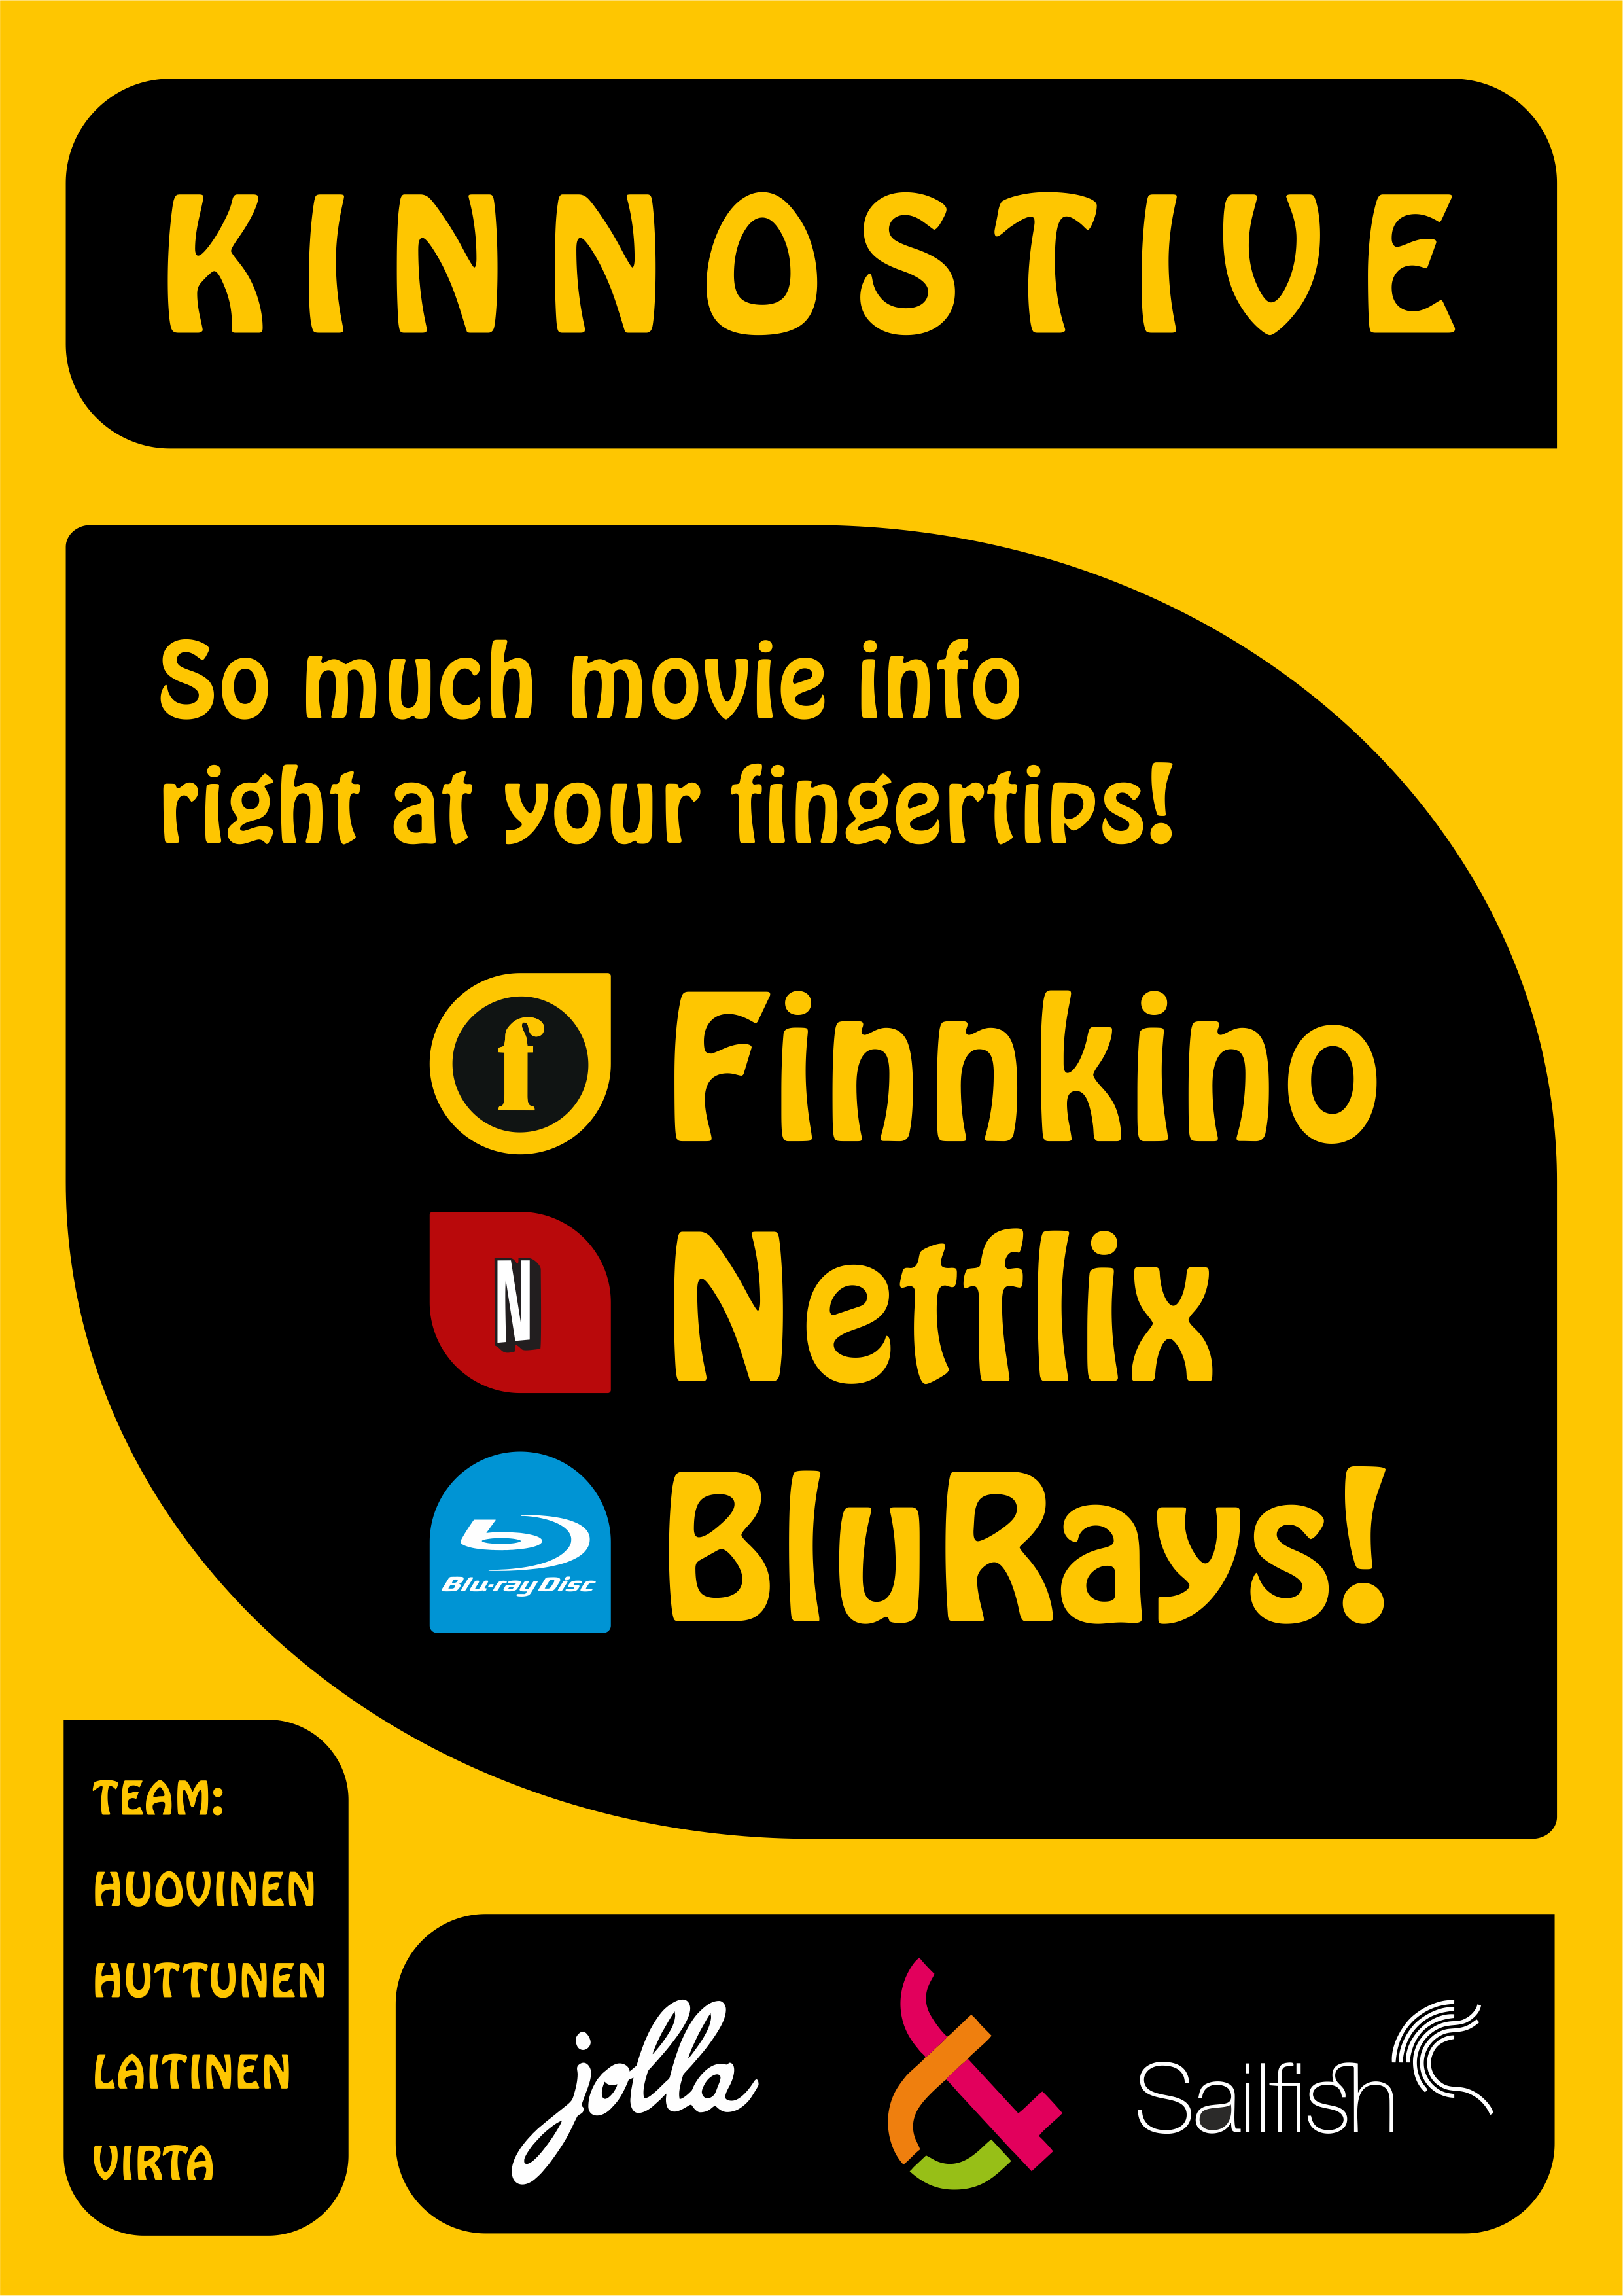 KINNOSTIVE
So much movie info
right at your fingertips!
f Finnkino
N Netflix
Blu-ray Disc BluRays!
TEAM:
HUOVINEN
HUTTUNEN
LAITINEN
VIRTA
jolla & Sailfish